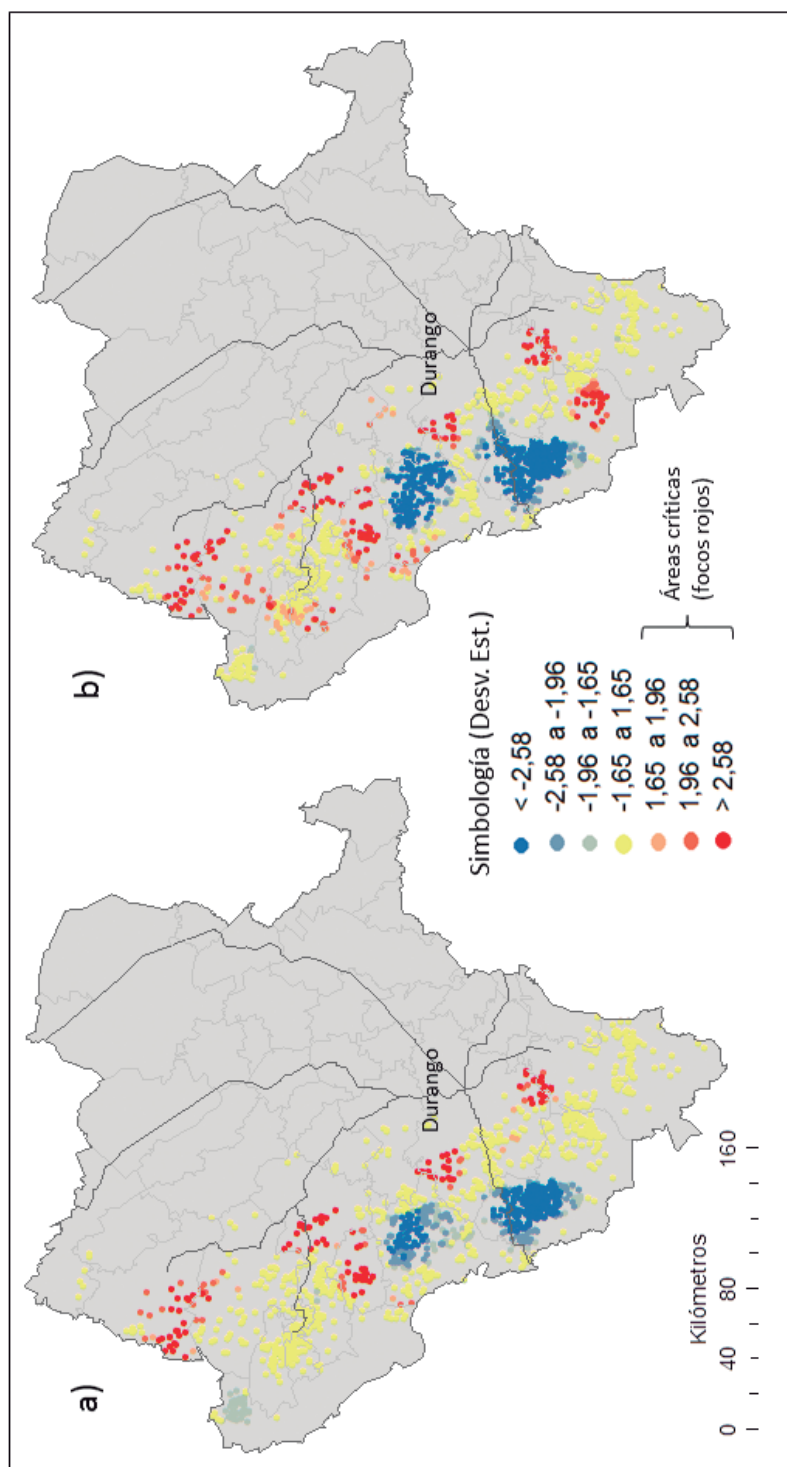 a)
Durango
b)
Durango
Kilómetros
0 40 80 160
Simbología (Desv. Est.)
< -2,58
-2,58 a -1,96
-1,96 a -1,65
-1,65 a 1,65
1,65 a 1,96
1,96 a 2,58
> 2,58
Áreas críticas
(focos rojos)